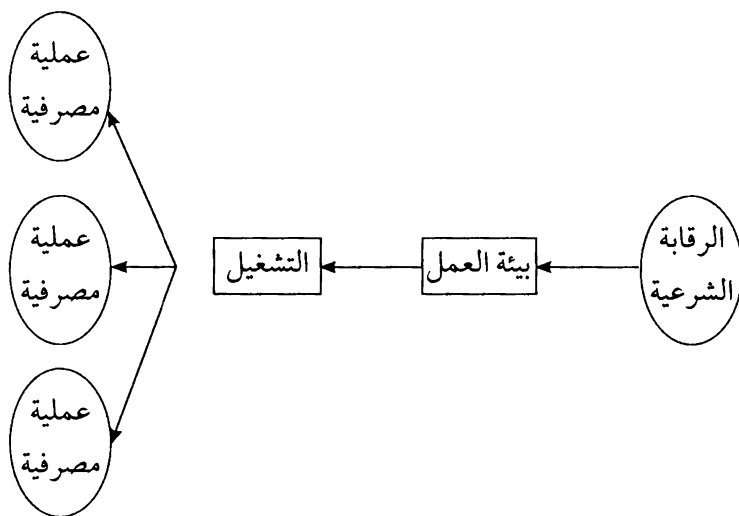 عملية
مصرفية
الرقابة
الشرعية
بيئة العمل
التشغيل
عملية
مصرفية
عملية
مصرفية